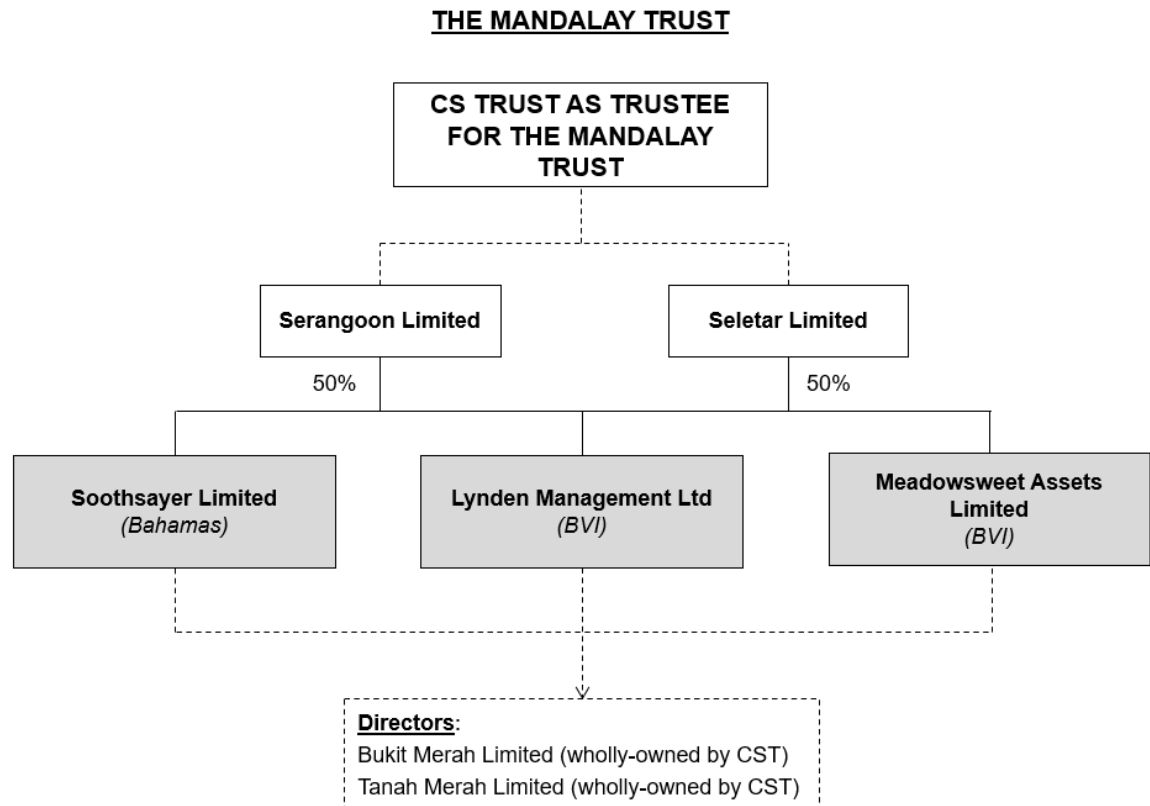 THE MANDALAY TRUST
CS TRUST AS TRUSTEE
FOR THE MANDALAY
TRUST
Serangoon Limited
Seletar Limited
50%
50%
Soothsayer Limited
(Bahamas)
Lynden Management Ltd
(BVI)
Meadowsweet Assets
Limited
(BVI)
Directors:
Bukit Merah Limited (wholly-owned by CST)
Tanah Merah Limited (wholly-owned by CST)